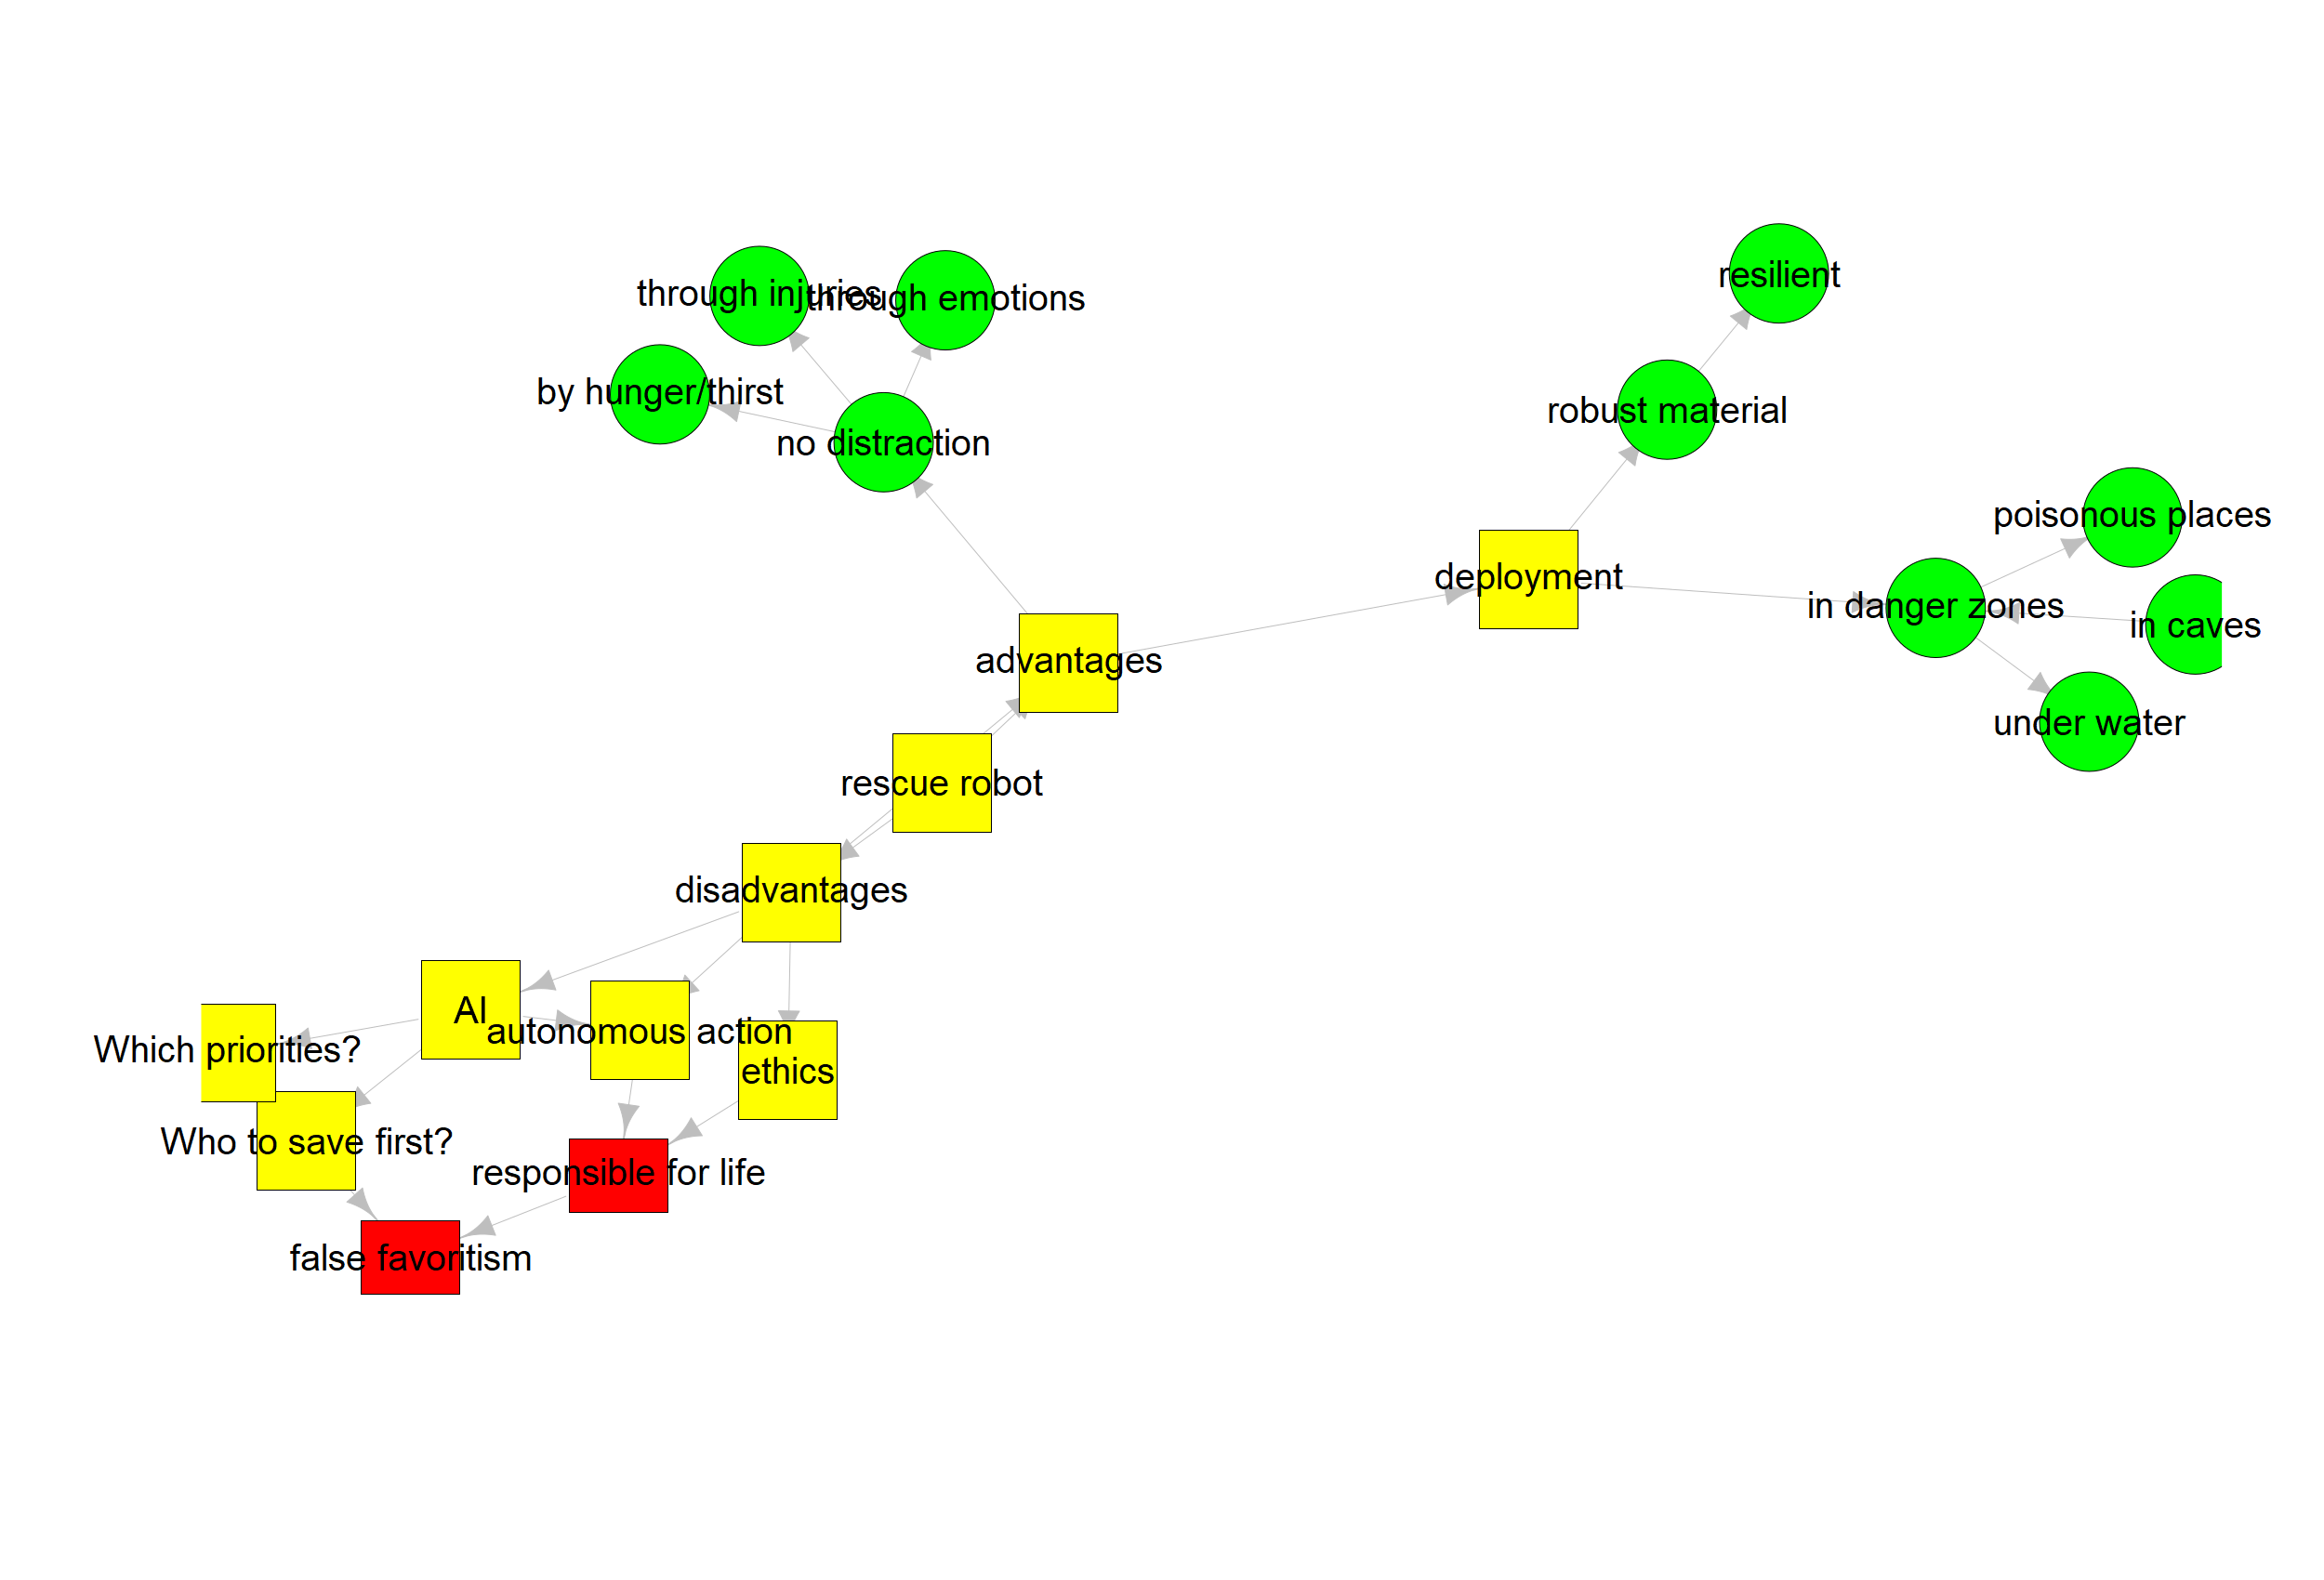 resilient
through injuries
through emotions
by hunger/thirst
robust material
no distraction
poisonous places
deployment
in danger zones
in caves
advantages
under water
rescue robot
disadvantages
AI
autonomous action
Which priorities?
ethics
Who to save first?
responsible for life
false favoritism